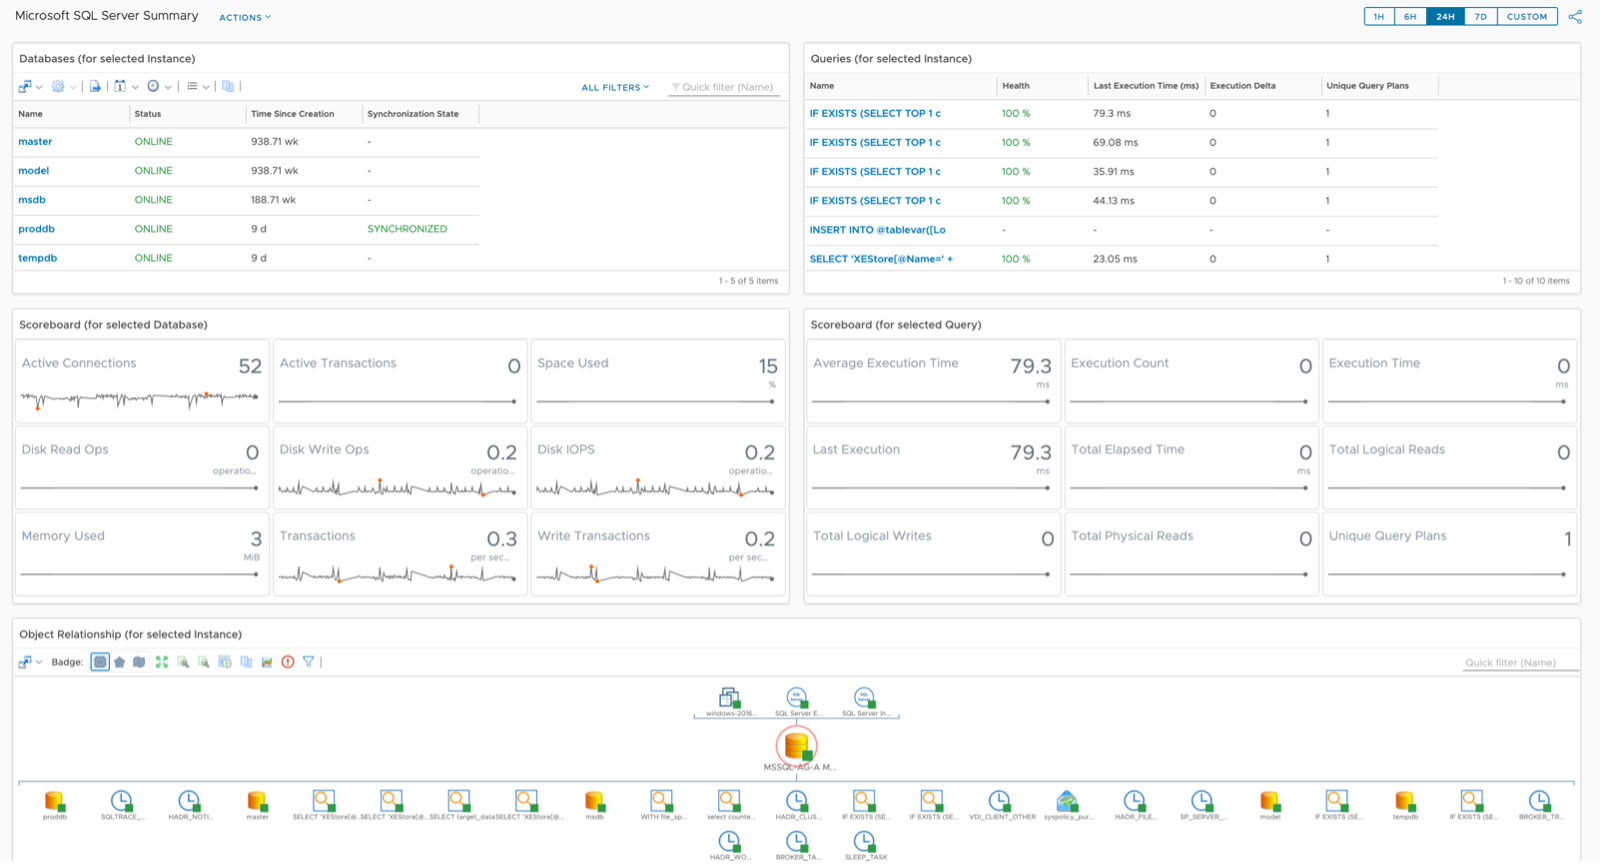 Microsoft SQL Server Summary ACTIONS 1H 6H 24H 7D CUSTOM
Databases (for selected Instance)
ALL FILTERS Quick filter (Name)
Name Status Time Since Creation Synchronization State
master ONLINE 938.71 wk -
model ONLINE 938.71 wk -
msdb ONLINE 188.71 wk -
proddb ONLINE 9 d SYNCHRONIZED
tempdb ONLINE 9 d -
1 - 5 of 5 items
Queries (for selected Instance)
Name Health Last Execution Time (ms) Execution Delta Unique Query Plans
IF EXISTS (SELECT TOP 1 c 100 % 79.3 ms 0 1
IF EXISTS (SELECT TOP 1 c 100 % 69.08 ms 0 1
IF EXISTS (SELECT TOP 1 c 100 % 35.91 ms 0 1
IF EXISTS (SELECT TOP 1 c 100 % 44.13 ms 0 1
INSERT INTO @tablevar([Lo - - - -
SELECT 'XEStore[@Name=' + 100 % 23.05 ms 0 1
1 - 10 of 10 items
Scoreboard (for selected Database)
Active Connections 52 Active Transactions 0 Space Used 15
%
Disk Read Ops 0 Disk Write Ops 0.2 Disk IOPS 0.2
operatio... operatio... operatio...
Memory Used 3 Transactions 0.3 Write Transactions 0.2
MiB per sec... per sec...
Scoreboard (for selected Query)
Average Execution Time 79.3 Execution Count 0 Execution Time 0
ms ms
Last Execution 79.3 Total Elapsed Time 0 Total Logical Reads 0
ms ms
Total Logical Writes 0 Total Physical Reads 0 Unique Query Plans 1
Object Relationship (for selected Instance)
Badge: Quick filter (Name)
windows-2016... SQL Server E... SQL Server In...
MSSQL-AG-A M...
proddb SQLTRACE_... HADR_NOTI... master SELECT 'XEStore[@... SELECT 'XEStore[@... SELECT target_data SELECT 'XEStore[@... msdb WITH file_sp... select counte... HADR_CLUS... IF EXISTS (SE... IF EXISTS (SE... VDI_CLIENT_OTHER syspolicy_pur... HADR_FILE... SP_SERVER_... model IF EXISTS (SE... tempdb IF EXISTS (SE... BROKER_TR...
HADR_WO... BROKER_TA... SLEEP_TASK